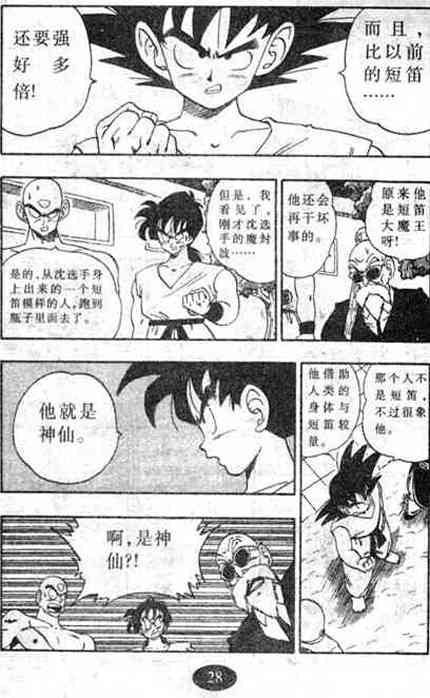 而且，
比以前
的短笛
……
还要强
好多
倍!
原来他
是短笛
大魔王
呀!
他还会
再干坏
事的。
但是，我
看见了，
刚才沈选
手的魔封
波……
是的，从沈选手身
上出来的一个短
笛模样的人，跑到
瓶子里面去了。
那个人不
是短笛，
不过很象
他。
他借助
人类的
身体与
短笛较
量。
他就是
神仙。
啊，是神
仙?!
28